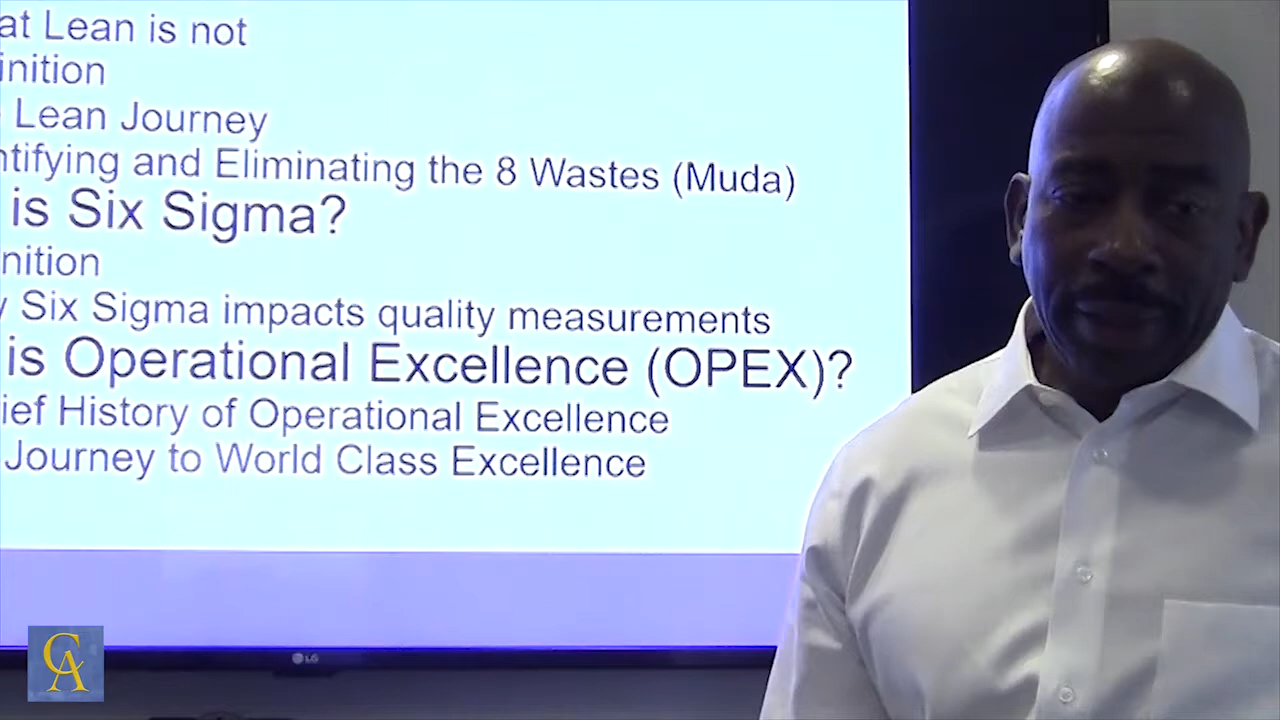 at Lean is not
inition
Lean Journey
ntifying and Eliminating the 8 Wastes (Muda)
is Six Sigma?
nition
y Six Sigma impacts quality measurements
is Operational Excellence (OPEX)?
ief History of Operational Excellence
Journey to World Class Excellence
LG
CA